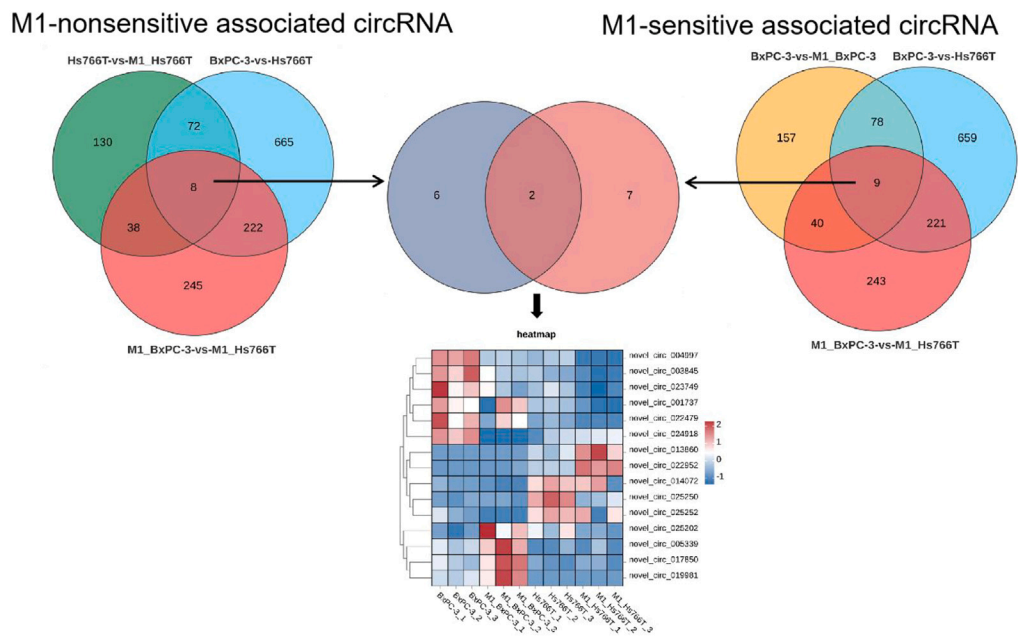 M1-nonsensitive associated circRNA
M1-sensitive associated circRNA
Hs766T-vs-M1_Hs766T
BxPC-3-vs-Hs766T
130
72
665
8
38
222
245
M1_BxPC-3-vs-M1_Hs766T
6
2
7
BxPC-3-vs-M1_BxPC-3
BxPC-3-vs-Hs766T
157
78
659
9
40
221
243
M1_BxPC-3-vs-M1_Hs766T
heatmap
novel_circ_004997
novel_circ_003845
novel_circ_023749
novel_circ_001737
novel_circ_022479
novel_circ_024918
novel_circ_013860
novel_circ_022852
novel_circ_014072
novel_circ_025250
novel_circ_025252
novel_circ_025202
novel_circ_005339
novel_circ_017850
novel_circ_019981
2
1
0
-1
BxPC-3_1
BxPC-3_2
BxPC-3_3
M1_BxPC-3_1
M1_BxPC-3_2
M1_BxPC-3_3
Hs766T_1
Hs766T_2
Hs766T_3
M1_Hs766T_1
M1_Hs766T_2
M1_Hs766T_3